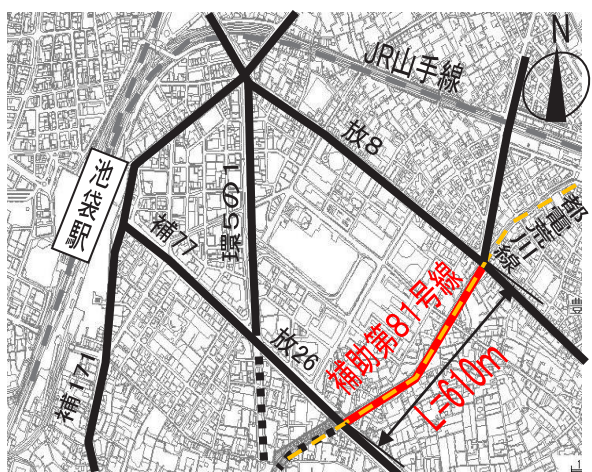 N
JR山手線
放8
池袋駅
環5の1
補77
都電荒川線
補助第81号線
放26
L=610m
補171